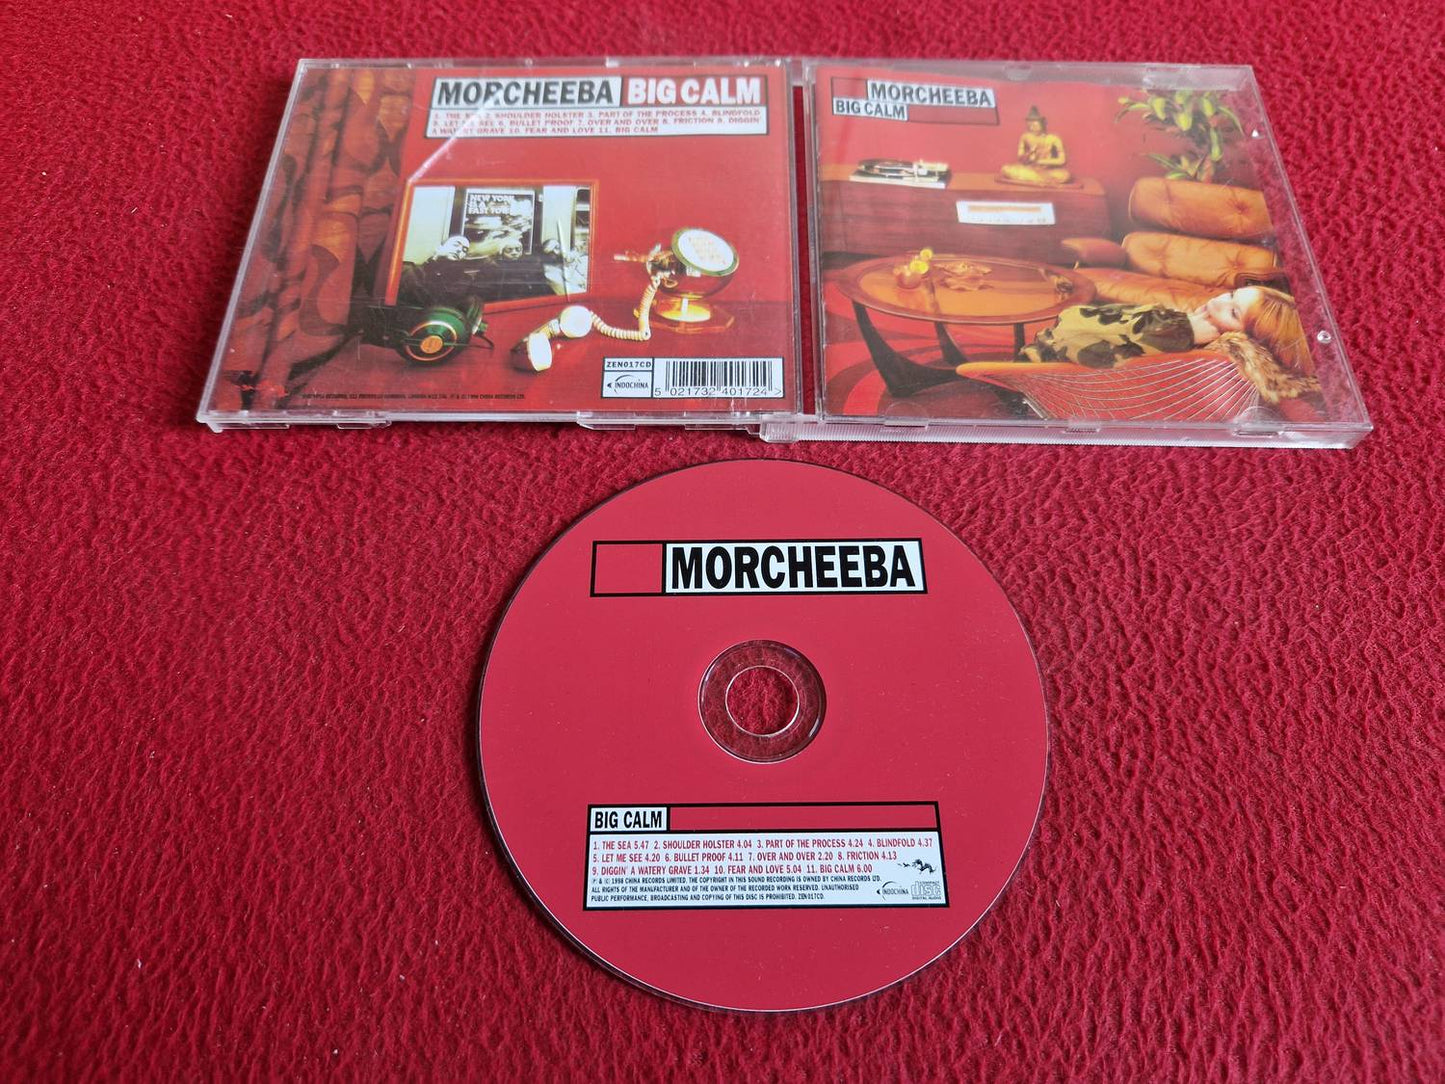 MORCHEEBA BIG CALM
1. THE SEA 2. SHOULDER HOLSTER 3. PART OF THE PROCESS 4. BLINDFOLD
5. LET ME SEE 6. BULLET PROOF 7. OVER AND OVER 8. FRICTION 9. DIGGIN'
A WATERY GRAVE 10. FEAR AND LOVE 11. BIG CALM
NEW YORK
IS A
ZEN017CD
INDOCHINA
5 021732 401724 >
MORCHEEBA
BIG CALM
MORCHEEBA
BIG CALM
1. THE SEA 5.47 2. SHOULDER HOLSTER 4.04 3. PART OF THE PROCESS 4.24 4. BLINDFOLD 4.37
5. LET ME SEE 4.20 6. BULLET PROOF 4.11 7. OVER AND OVER 2.20 8. FRICTION 4.13
9. DIGGIN' A WATERY GRAVE 1.34 10. FEAR AND LOVE 5.04 11. BIG CALM 6.00
℗ & © 1998 CHINA RECORDS LIMITED. THE COPYRIGHT IN THIS SOUND RECORDING IS OWNED BY CHINA RECORDS LTD.
ALL RIGHTS OF THE MANUFACTURER AND OF THE OWNER OF THE RECORDED WORK RESERVED. UNAUTHORISED
PUBLIC PERFORMANCE, BROADCASTING AND COPYING OF THIS DISC IS PROHIBITED. ZEN017CD.
INDOCHINA
COMPACT
disc
DIGITAL AUDIO